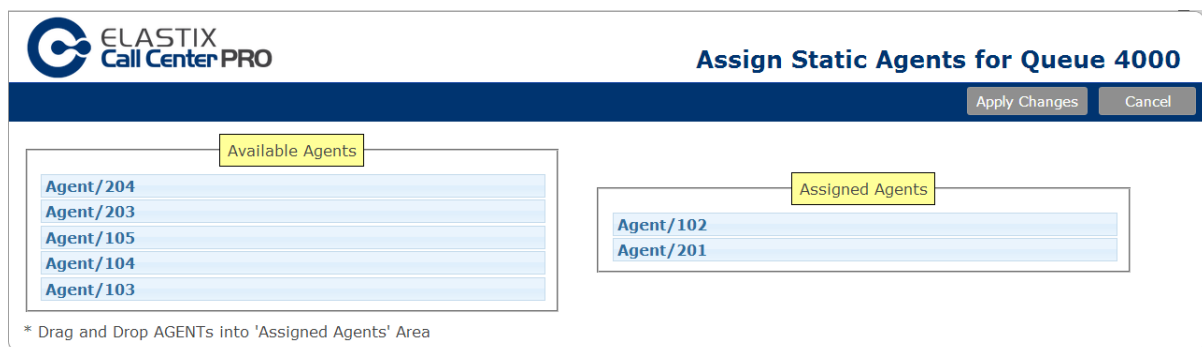 ELASTIX
Call Center PRO
Assign Static Agents for Queue 4000
Apply Changes
Cancel
Available Agents
Agent/204
Agent/203
Agent/105
Agent/104
Agent/103
Assigned Agents
Agent/102
Agent/201
* Drag and Drop AGENTs into 'Assigned Agents' Area